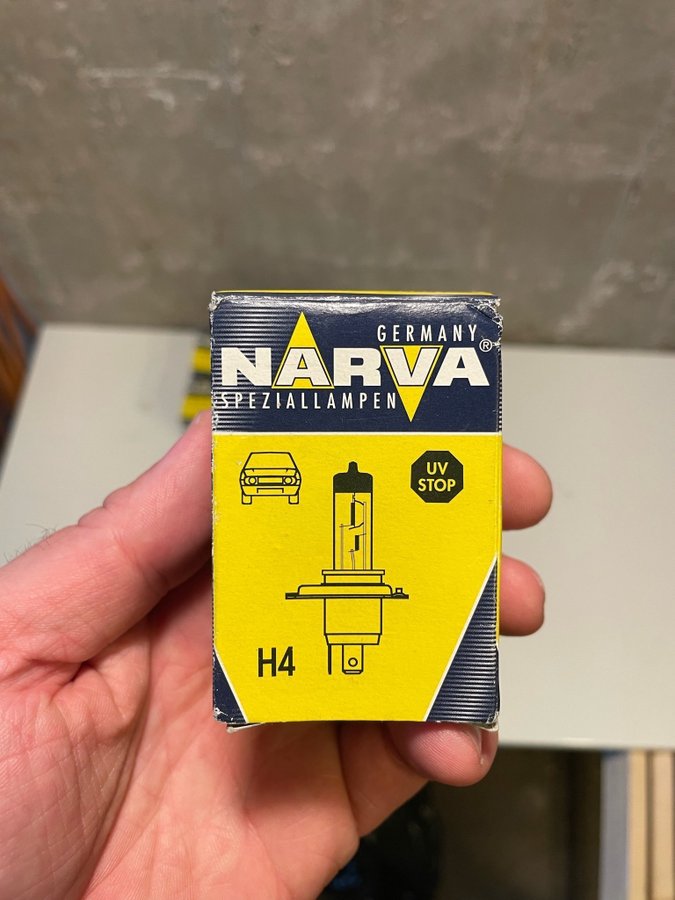 GERMANY
NARVA®
SPEZIALLAMPEN
UV
STOP
H4